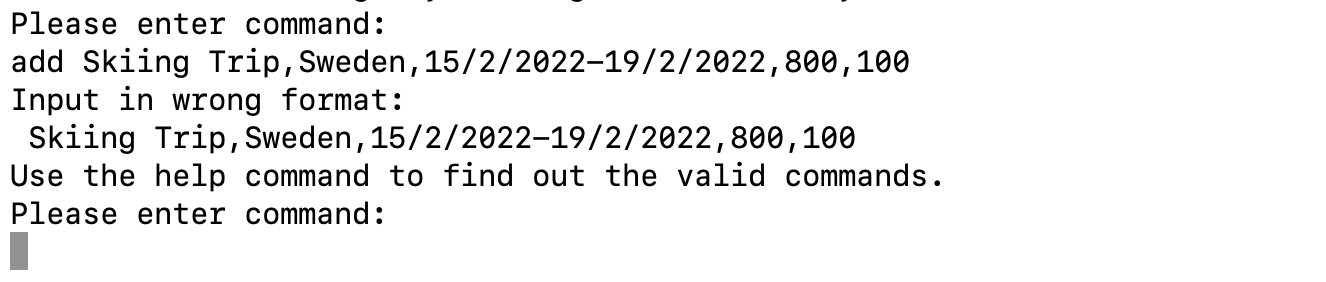 Please enter command:
add Skiing Trip,Sweden,15/2/2022–19/2/2022,800,100
Input in wrong format:
 Skiing Trip,Sweden,15/2/2022–19/2/2022,800,100
Use the help command to find out the valid commands.
Please enter command: